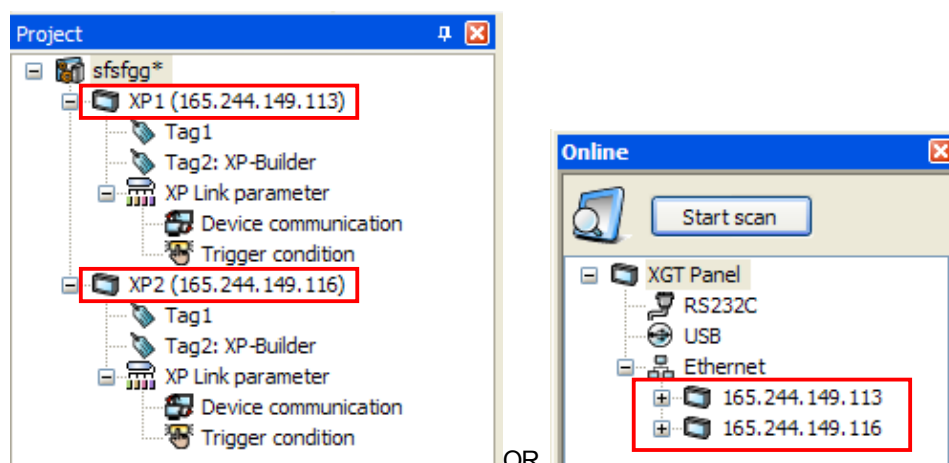 Project
sfsfgg*
XP1 (165.244.149.113)
Tag1
Tag2: XP-Builder
XP Link parameter
Device communication
Trigger condition
XP2 (165.244.149.116)
Tag1
Tag2: XP-Builder
XP Link parameter
Device communication
Trigger condition
OR
Online
Start scan
XGT Panel
RS232C
USB
Ethernet
165.244.149.113
165.244.149.116